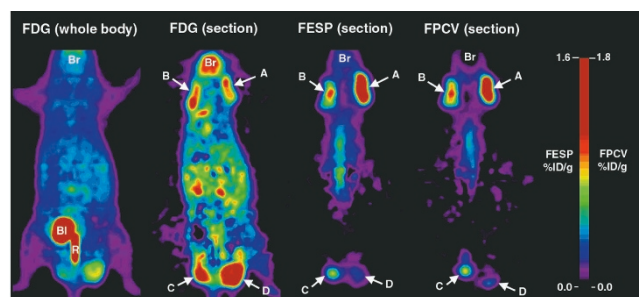 FDG (whole body) FDG (section) FESP (section) FPCV (section)
Br Br Br Br
B A B A B A
1.6 1.8
FESP %ID/g
FPCV %ID/g
Bl
R
0.0 0.0
C D C D C D